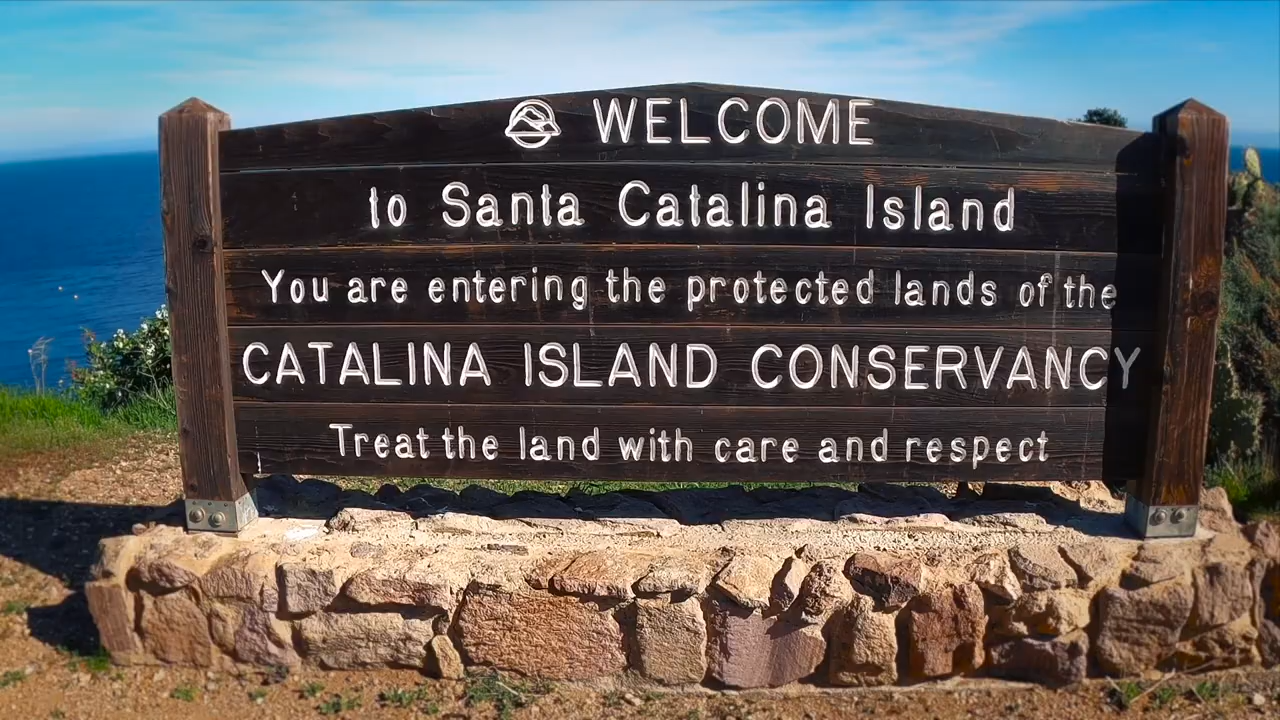 WELCOME
to Santa Catalina Island
You are entering the protected lands of the
CATALINA ISLAND CONSERVANCY
Treat the land with care and respect